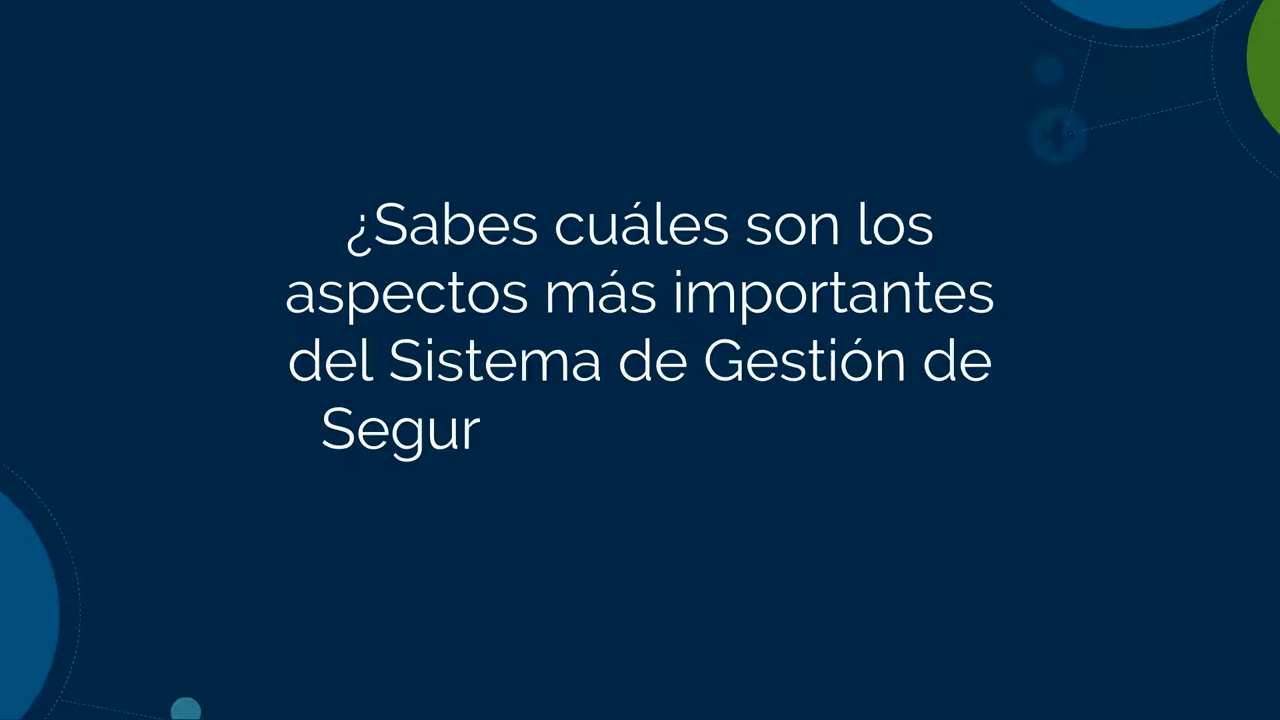 ¿Sabes cuáles son los
aspectos más importantes
del Sistema de Gestión de
Segur